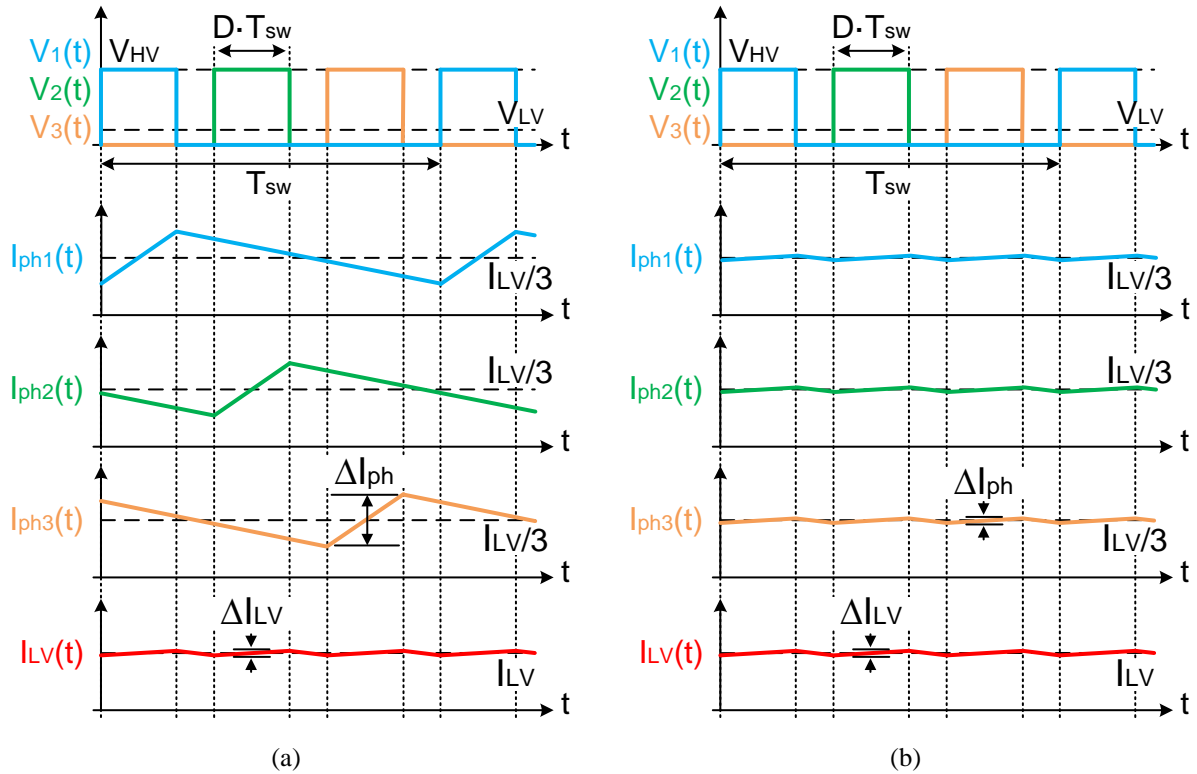 D·Tsw
V1(t)
VHV
V2(t)
V3(t)
VLV
t
Tsw
Iph1(t)
ILV/3
t
Iph2(t)
ILV/3
t
ΔIph
Iph3(t)
ILV/3
t
ΔILV
ILV(t)
ILV
t
(a)
D·Tsw
V1(t)
VHV
V2(t)
V3(t)
VLV
t
Tsw
Iph1(t)
ILV/3
t
Iph2(t)
ILV/3
t
ΔIph
Iph3(t)
ILV/3
t
ΔILV
ILV(t)
ILV
t
(b)